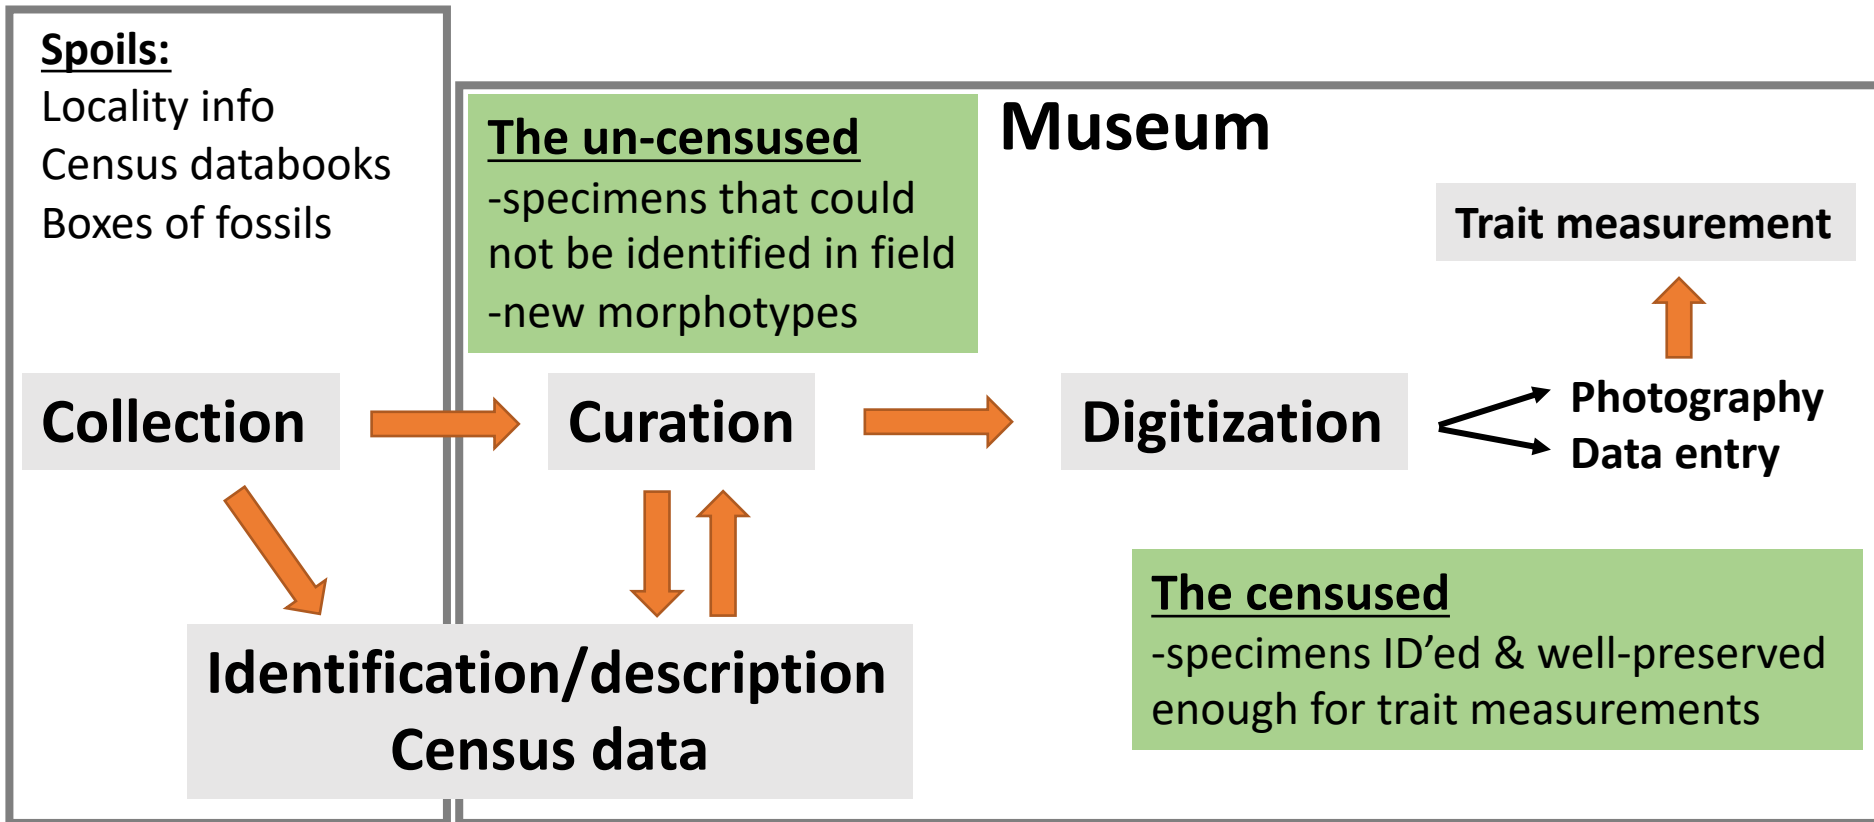 Spoils:
Locality info
Census databooks
Boxes of fossils
Museum
The un-censused
-specimens that could
not be identified in field
-new morphotypes
Trait measurement
Collection
Curation
Digitization
Photography
Data entry
Identification/description
Census data
The censused
-specimens ID’ed & well-preserved
enough for trait measurements